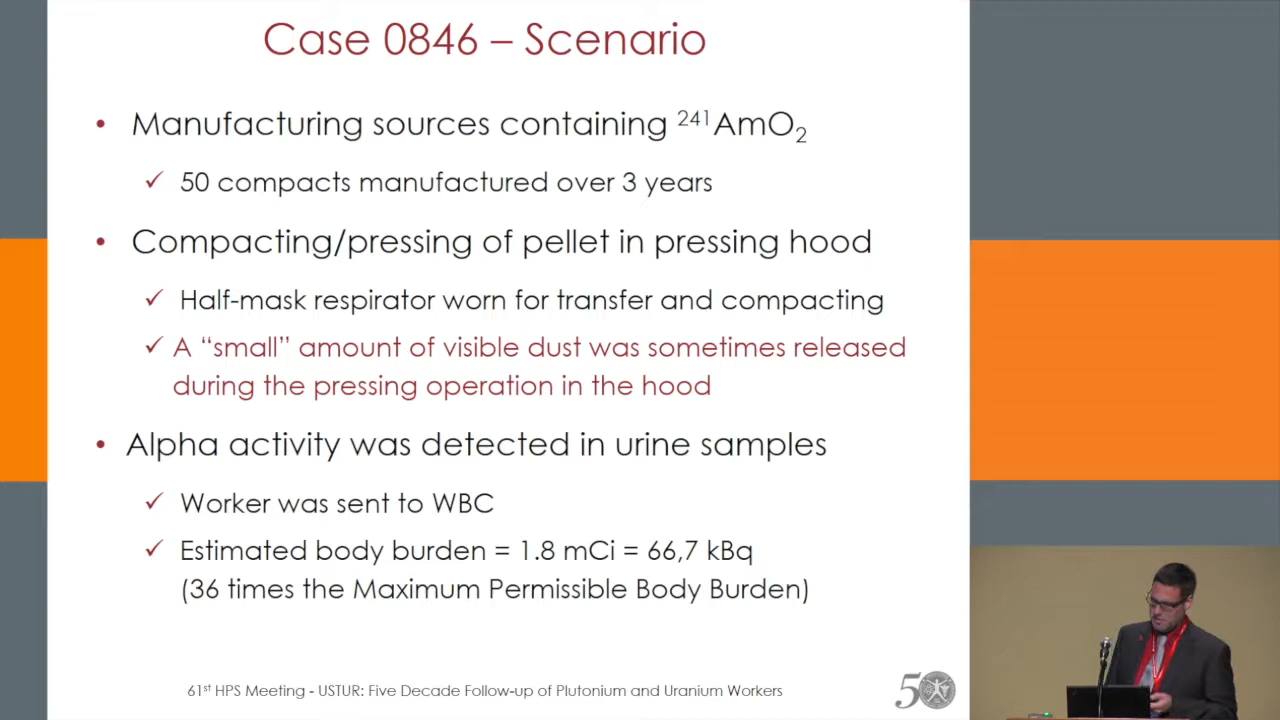 Case 0846 – Scenario
• Manufacturing sources containing ²⁴¹AmO₂
✓ 50 compacts manufactured over 3 years
• Compacting/pressing of pellet in pressing hood
✓ Half-mask respirator worn for transfer and compacting
✓ A “small” amount of visible dust was sometimes released
during the pressing operation in the hood
• Alpha activity was detected in urine samples
✓ Worker was sent to WBC
✓ Estimated body burden = 1.8 mCi = 66,7 kBq
(36 times the Maximum Permissible Body Burden)
61ˢᵗ HPS Meeting - USTUR: Five Decade Follow-up of Plutonium and Uranium Workers
50